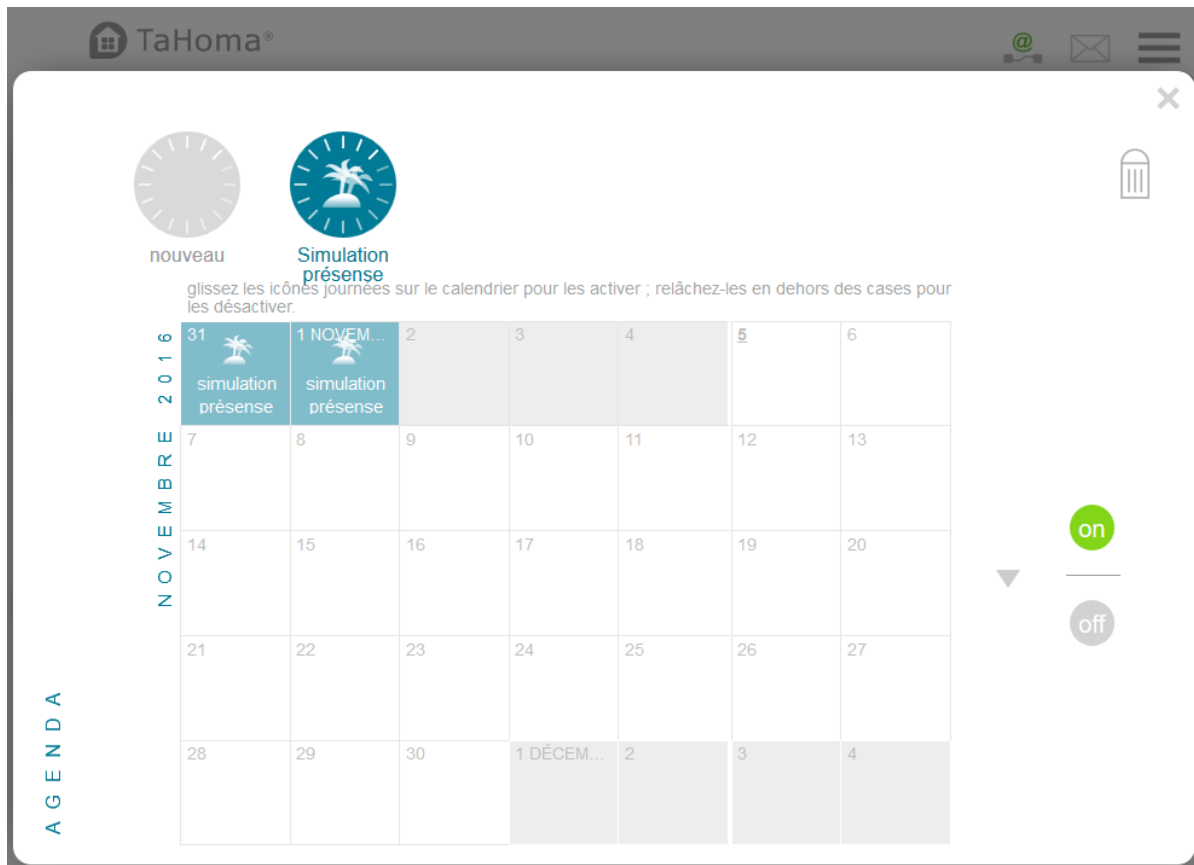 TaHoma®
@
×
nouveau
Simulation
présense
glissez les icônes journées sur le calendrier pour les activer ; relâchez-les en dehors des cases pour
les désactiver.
NOVEMBRE 2016
31
1 NOVEM...
2
3
4
5
6
simulation
présense
simulation
présense
7
8
9
10
11
12
13
14
15
16
17
18
19
20
21
22
23
24
25
26
27
28
29
30
1 DÉCEM...
2
3
4
on
off
AGENDA